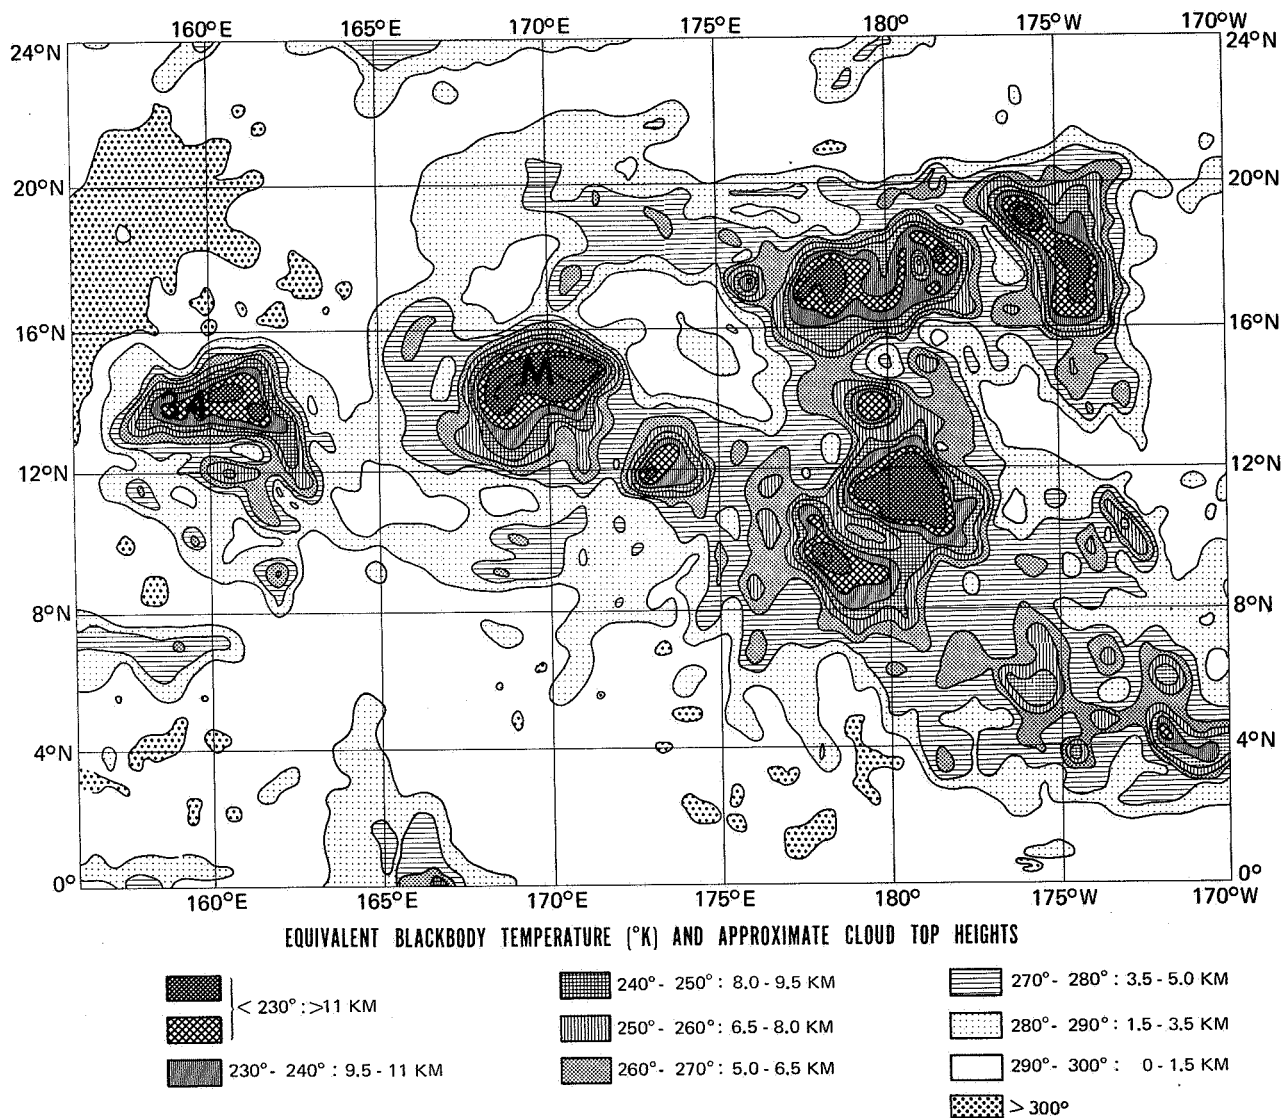 160°E 165°E 170°E 175°E 180° 175°W 170°W
24°N 24°N
20°N 20°N
16°N 16°N
M
34
12°N 12°N
8°N 8°N
4°N 4°N
0° 0°
160°E 165°E 170°E 175°E 180° 175°W 170°W
EQUIVALENT BLACKBODY TEMPERATURE (°K) AND APPROXIMATE CLOUD TOP HEIGHTS
< 230° :>11 KM 240°- 250° : 8.0 - 9.5 KM 270°- 280° : 3.5 - 5.0 KM
250°- 260° : 6.5 - 8.0 KM 280°- 290° : 1.5 - 3.5 KM
230°- 240° : 9.5 - 11 KM 260°- 270° : 5.0 - 6.5 KM 290°- 300° : 0 - 1.5 KM
> 300°